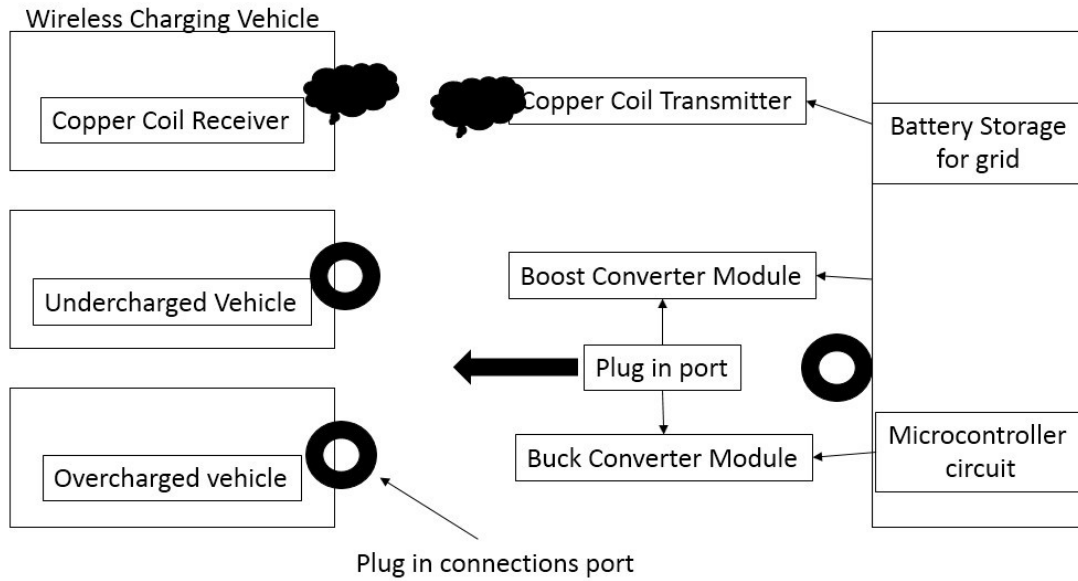 Wireless Charging Vehicle
Copper Coil Receiver
Copper Coil Transmitter
Battery Storage
for grid
Undercharged Vehicle
Boost Converter Module
Plug in port
Overcharged vehicle
Buck Converter Module
Microcontroller
circuit
Plug in connections port